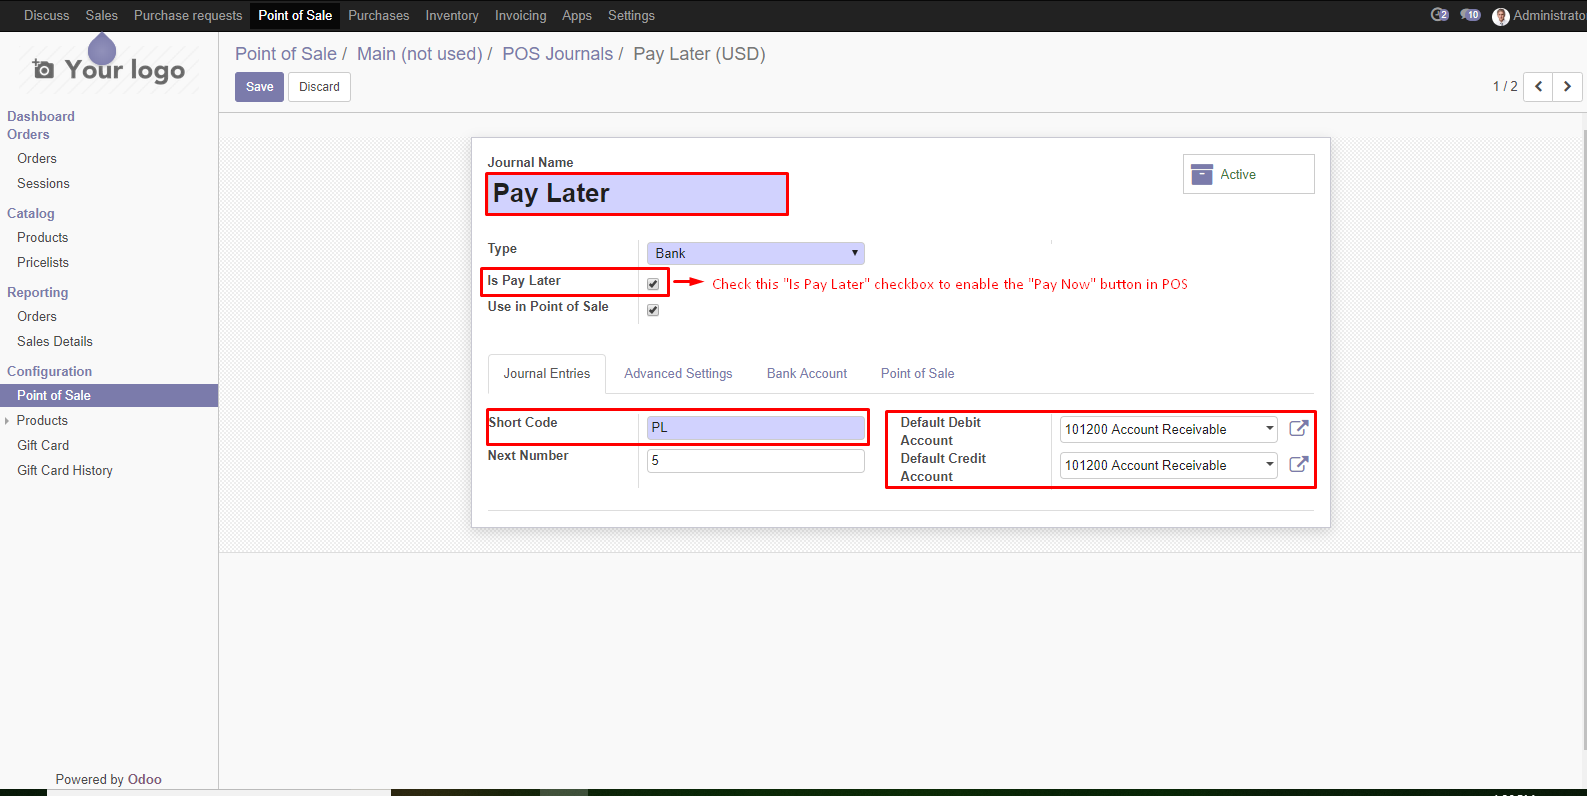 Discuss Sales Purchase requests Point of Sale Purchases Inventory Invoicing Apps Settings 2 10 Administrato
Your logo
Point of Sale / Main (not used) / POS Journals / Pay Later (USD)
Save Discard
1 / 2
Dashboard
Orders
Orders
Sessions
Catalog
Products
Pricelists
Reporting
Orders
Sales Details
Configuration
Point of Sale
Products
Gift Card
Gift Card History
Powered by Odoo
Journal Name
Pay Later
Active
Type Bank
Is Pay Later
Check this "Is Pay Later" checkbox to enable the "Pay Now" button in POS
Use in Point of Sale
Journal Entries Advanced Settings Bank Account Point of Sale
Short Code PL
Next Number 5
Default Debit
Account
101200 Account Receivable
Default Credit
Account
101200 Account Receivable